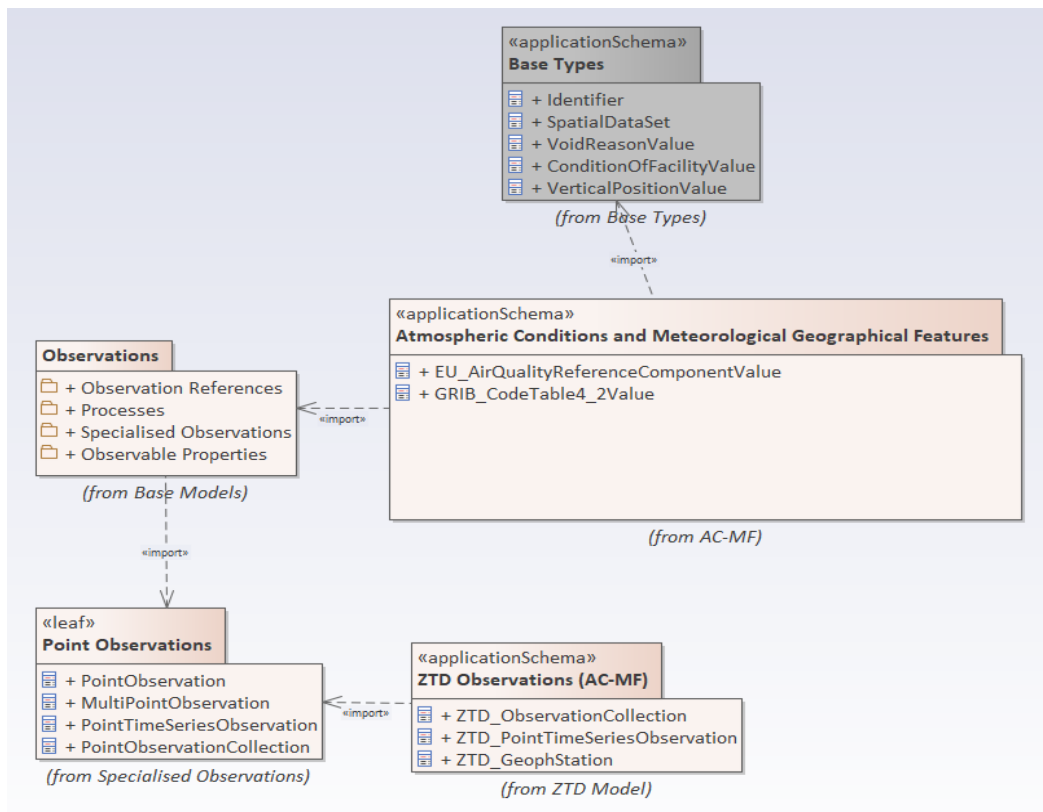 «applicationSchema»
Base Types
+ Identifier
+ SpatialDataSet
+ VoidReasonValue
+ ConditionOfFacilityValue
+ VerticalPositionValue
(from Base Types)
«import»
«applicationSchema»
Atmospheric Conditions and Meteorological Geographical Features
+ EU_AirQualityReferenceComponentValue
+ GRIB_CodeTable4_2Value
(from AC-MF)
«import»
Observations
+ Observation References
+ Processes
+ Specialised Observations
+ Observable Properties
(from Base Models)
«import»
«leaf»
Point Observations
+ PointObservation
+ MultiPointObservation
+ PointTimeSeriesObservation
+ PointObservationCollection
(from Specialised Observations)
«import»
«applicationSchema»
ZTD Observations (AC-MF)
+ ZTD_ObservationCollection
+ ZTD_PointTimeSeriesObservation
+ ZTD_GeophStation
(from ZTD Model)